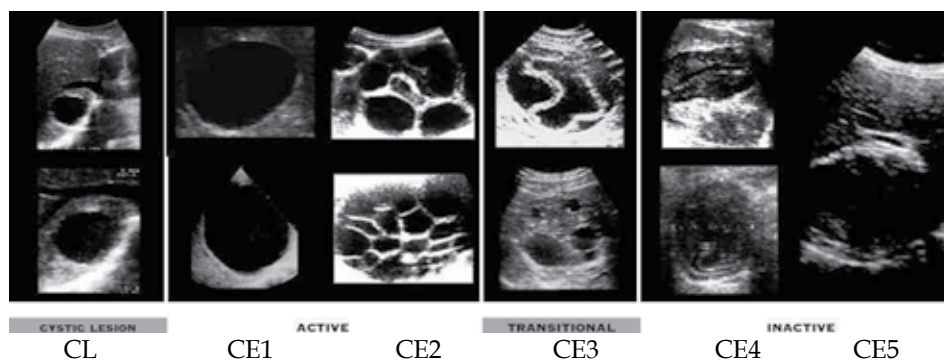 CYSTIC LESION ACTIVE TRANSITIONAL INACTIVE
CL CE1 CE2 CE3 CE4 CE5